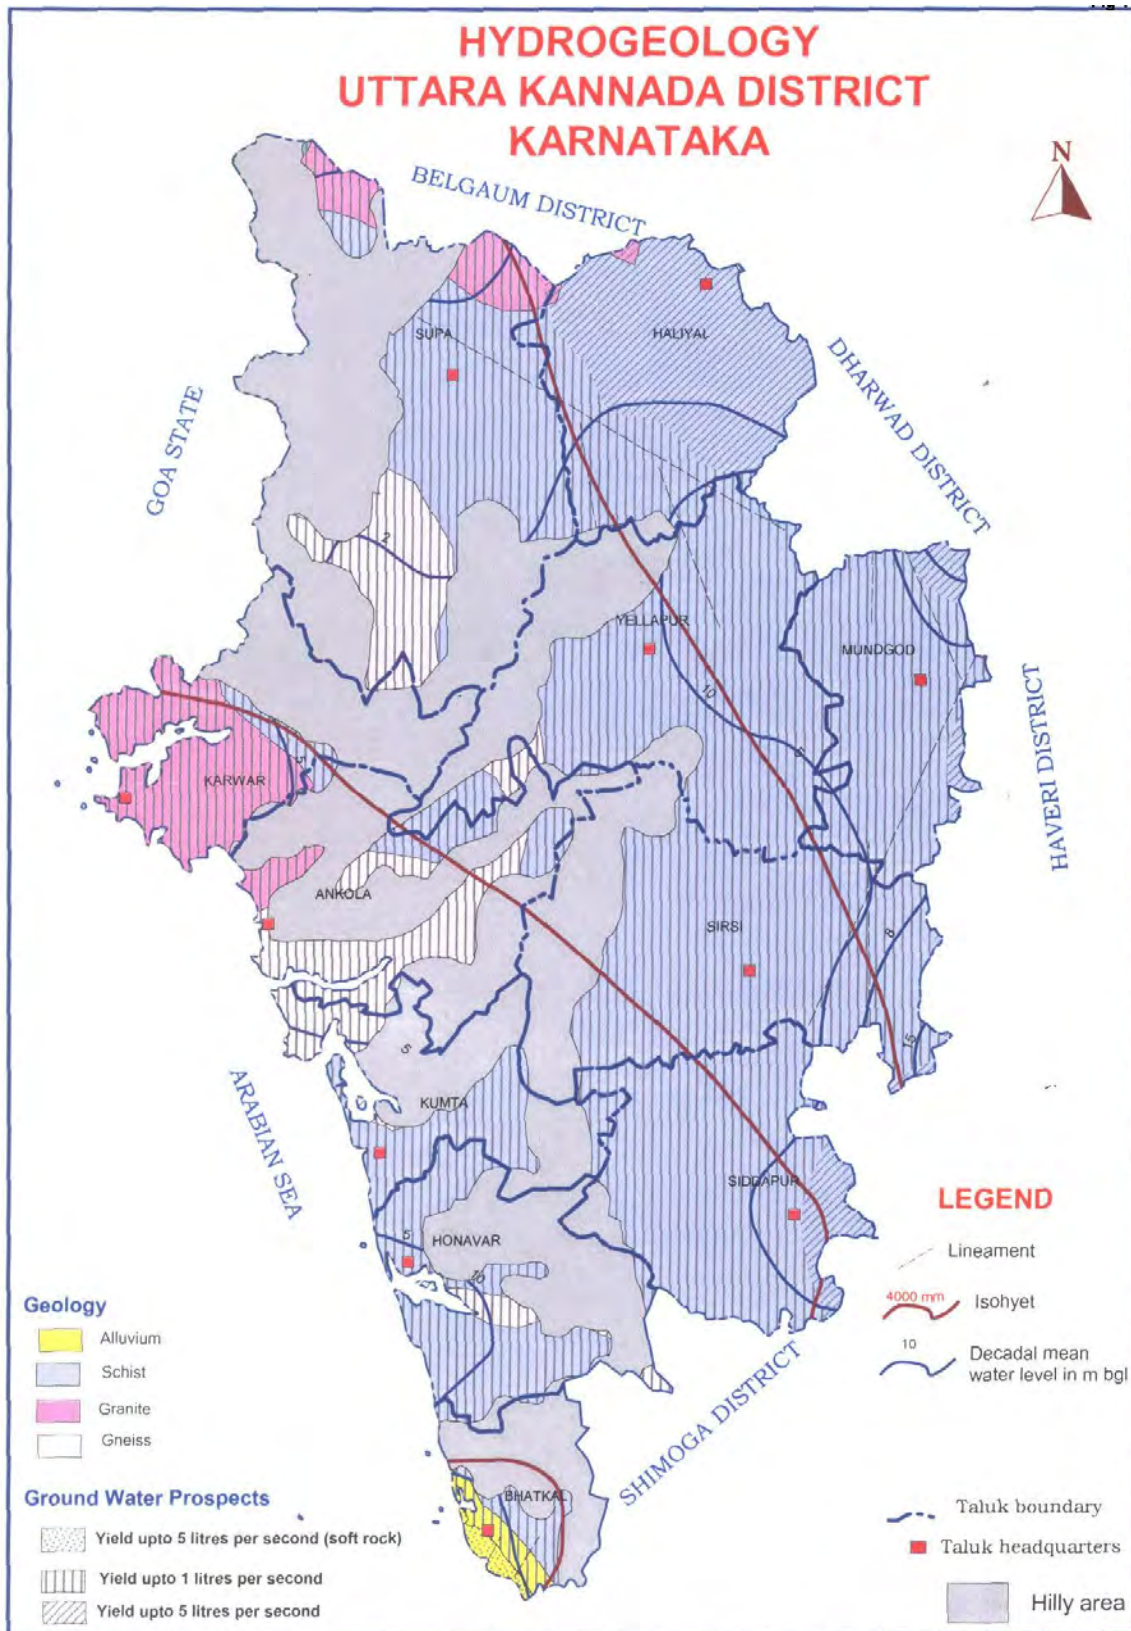 HYDROGEOLOGY
UTTARA KANNADA DISTRICT
KARNATAKA
N
BELGAUM DISTRICT
SUPA
HALIYAL
DHARWAD DISTRICT
GOA STATE
2
YELLAPUR
MUNDGOD
10
HAVERI DISTRICT
5
KARWAR
ANKOLA
SIRSI
8
15
5
ARABIAN SEA
KUMTA
SIDDAPUR
5
HONAVAR
10
SHIMOGA DISTRICT
BHATKAL
LEGEND
Lineament
4000 mm
Isohyet
10
Decadal mean
water level in m bgl
Geology
Alluvium
Schist
Granite
Gneiss
Ground Water Prospects
Yield upto 5 litres per second (soft rock)
Yield upto 1 litres per second
Yield upto 5 litres per second
Taluk boundary
Taluk headquarters
Hilly area